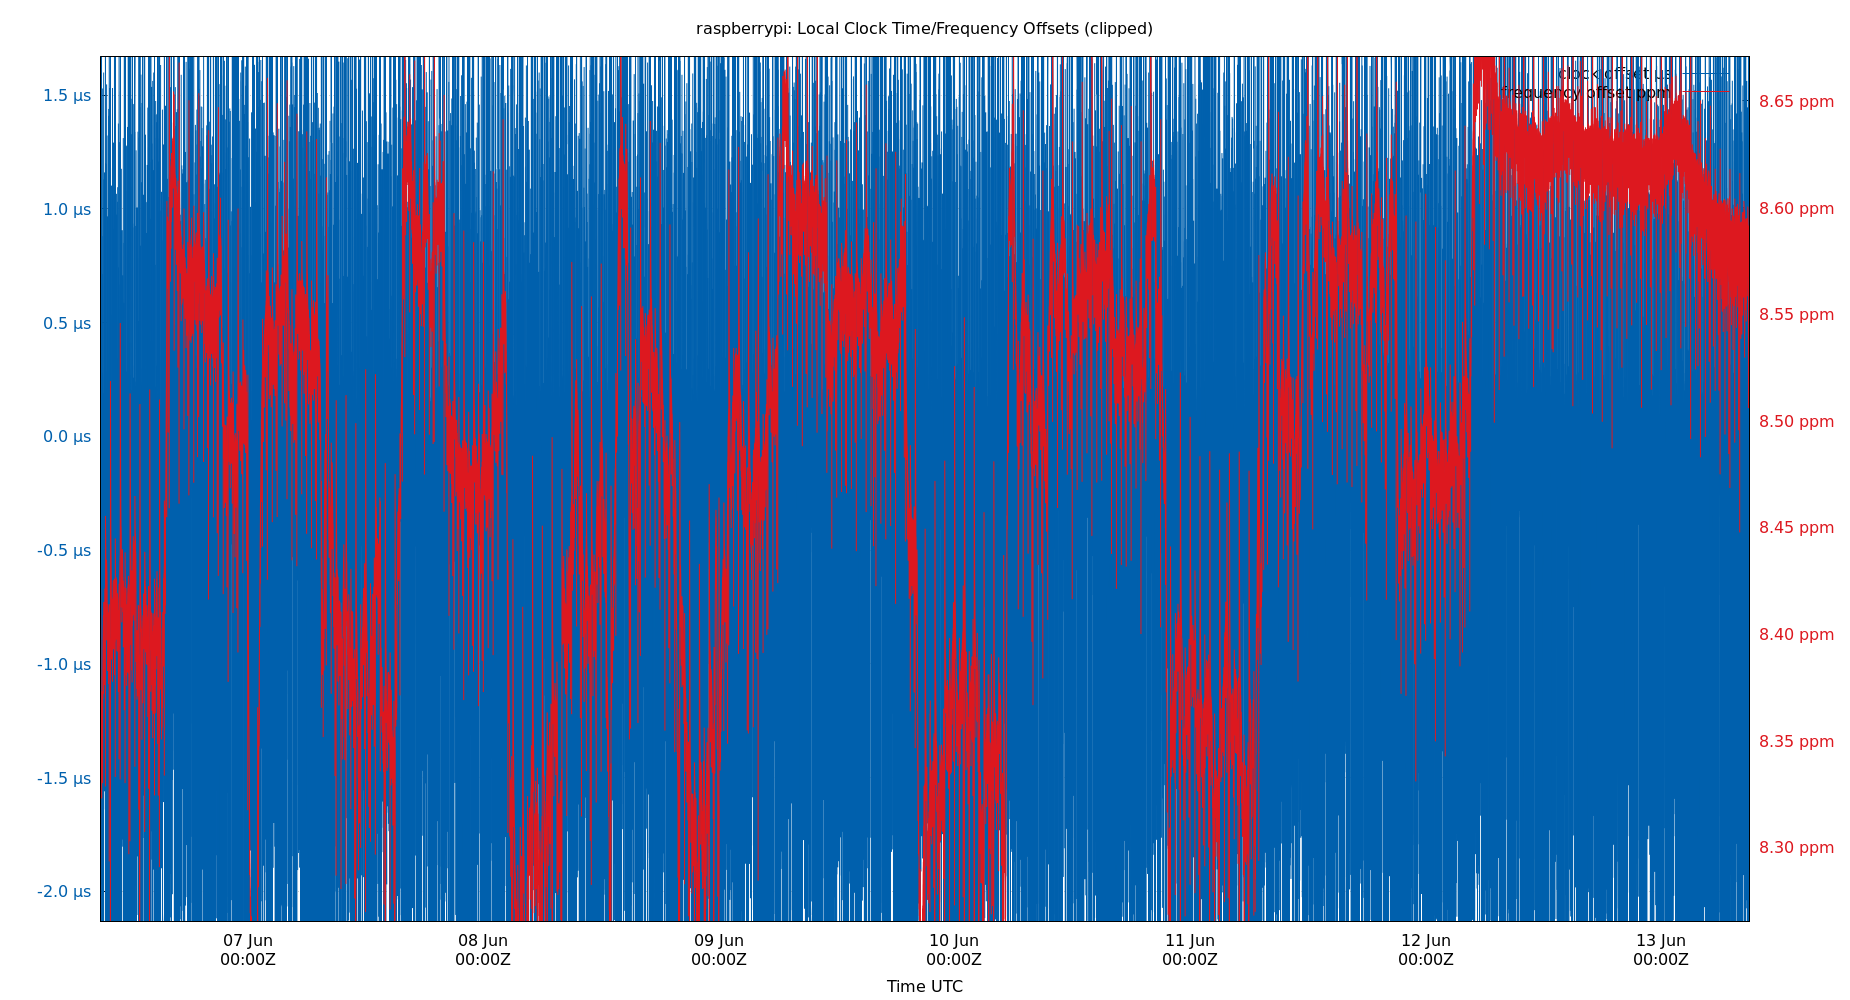 raspberrypi: Local Clock Time/Frequency Offsets (clipped)
clock offset µs
frequency offset ppm
1.5 µs
1.0 µs
0.5 µs
0.0 µs
-0.5 µs
-1.0 µs
-1.5 µs
-2.0 µs
8.65 ppm
8.60 ppm
8.55 ppm
8.50 ppm
8.45 ppm
8.40 ppm
8.35 ppm
8.30 ppm
07 Jun 08 Jun 09 Jun 10 Jun 11 Jun 12 Jun 13 Jun
00:00Z 00:00Z 00:00Z 00:00Z 00:00Z 00:00Z 00:00Z
Time UTC